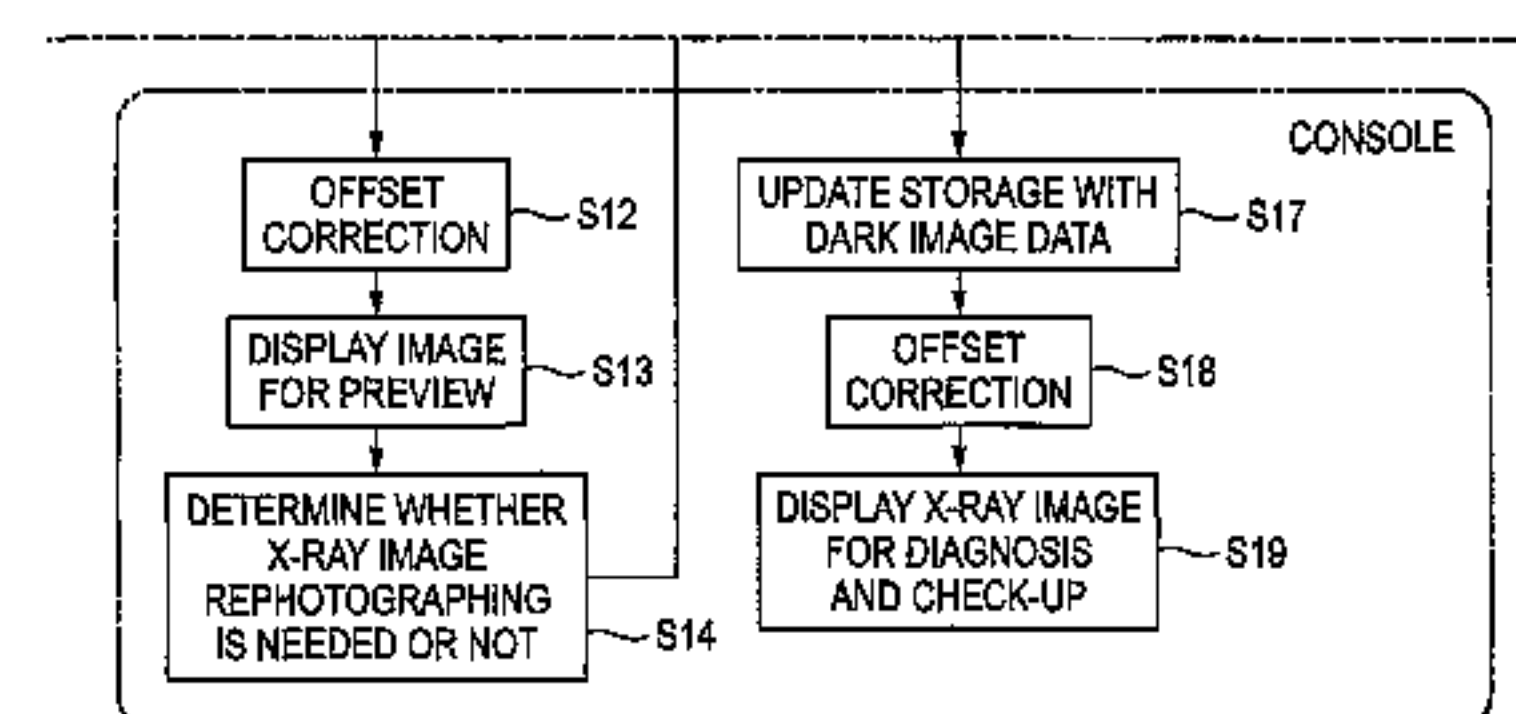 CONSOLE
OFFSET
CORRECTION
S12
DISPLAY IMAGE
FOR PREVIEW
S13
DETERMINE WHETHER
X-RAY IMAGE
REPHOTOGRAPHING
IS NEEDED OR NOT
S14
UPDATE STORAGE WITH
DARK IMAGE DATA
S17
OFFSET
CORRECTION
S18
DISPLAY X-RAY IMAGE
FOR DIAGNOSIS
AND CHECK-UP
S19